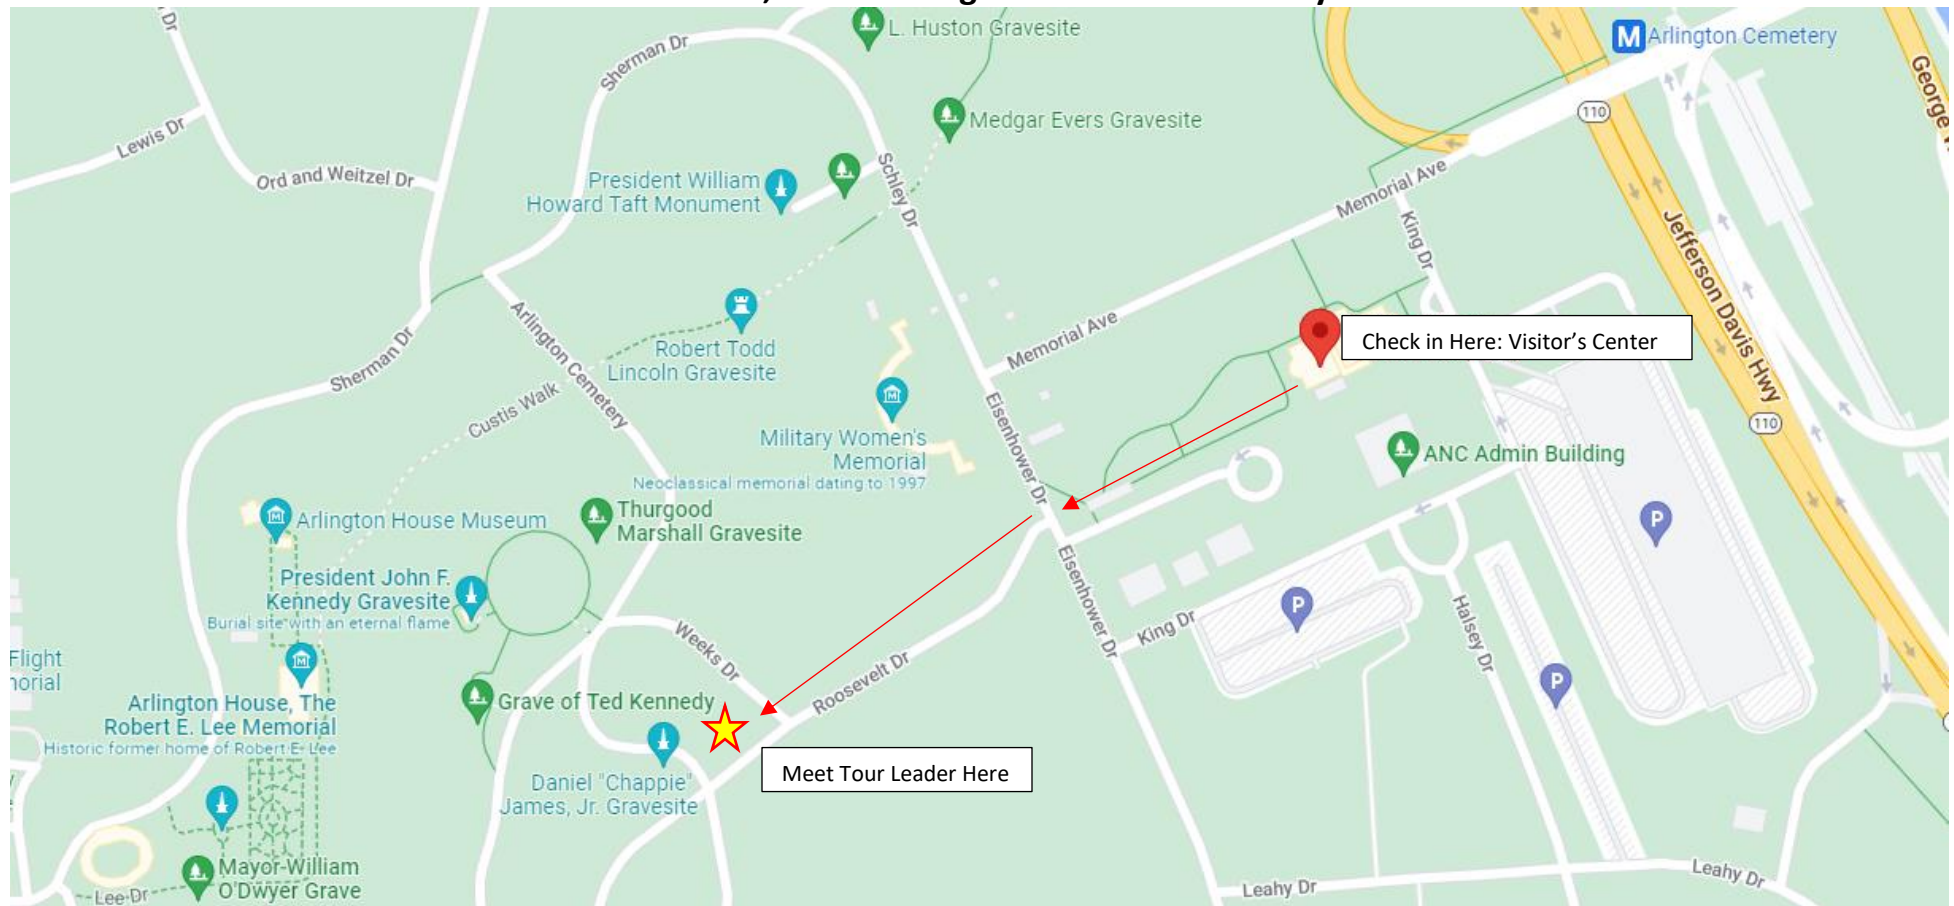 L. Huston Gravesite
Arlington Cemetery
Sherman Dr
George
Medgar Evers Gravesite
110
Lewis Dr
Ord and Weitzel Dr
President William
Howard Taft Monument
Schley Dr
Memorial Ave
King Dr
Jefferson Davis Hwy
Robert Todd
Lincoln Gravesite
Arlington Cemetery
Sherman Dr
Custis Walk
Memorial Ave
Check in Here: Visitor’s Center
Eisenhower Dr
Military Women's
Memorial
Neoclassical memorial dating to 1997
ANC Admin Building
110
Arlington House Museum
Thurgood
Marshall Gravesite
P
President John F.
Kennedy Gravesite
Burial site with an eternal flame
Eisenhower Dr
King Dr
P
Halsey Dr
Weeks Dr
Roosevelt Dr
Flight
P
Arlington House, The
Robert E. Lee Memorial
Historic former home of Robert E. Lee
Grave of Ted Kennedy
Meet Tour Leader Here
Daniel "Chappie"
James, Jr. Gravesite
Mayor William
O'Dwyer Grave
Lee Dr
Leahy Dr
Leahy Dr